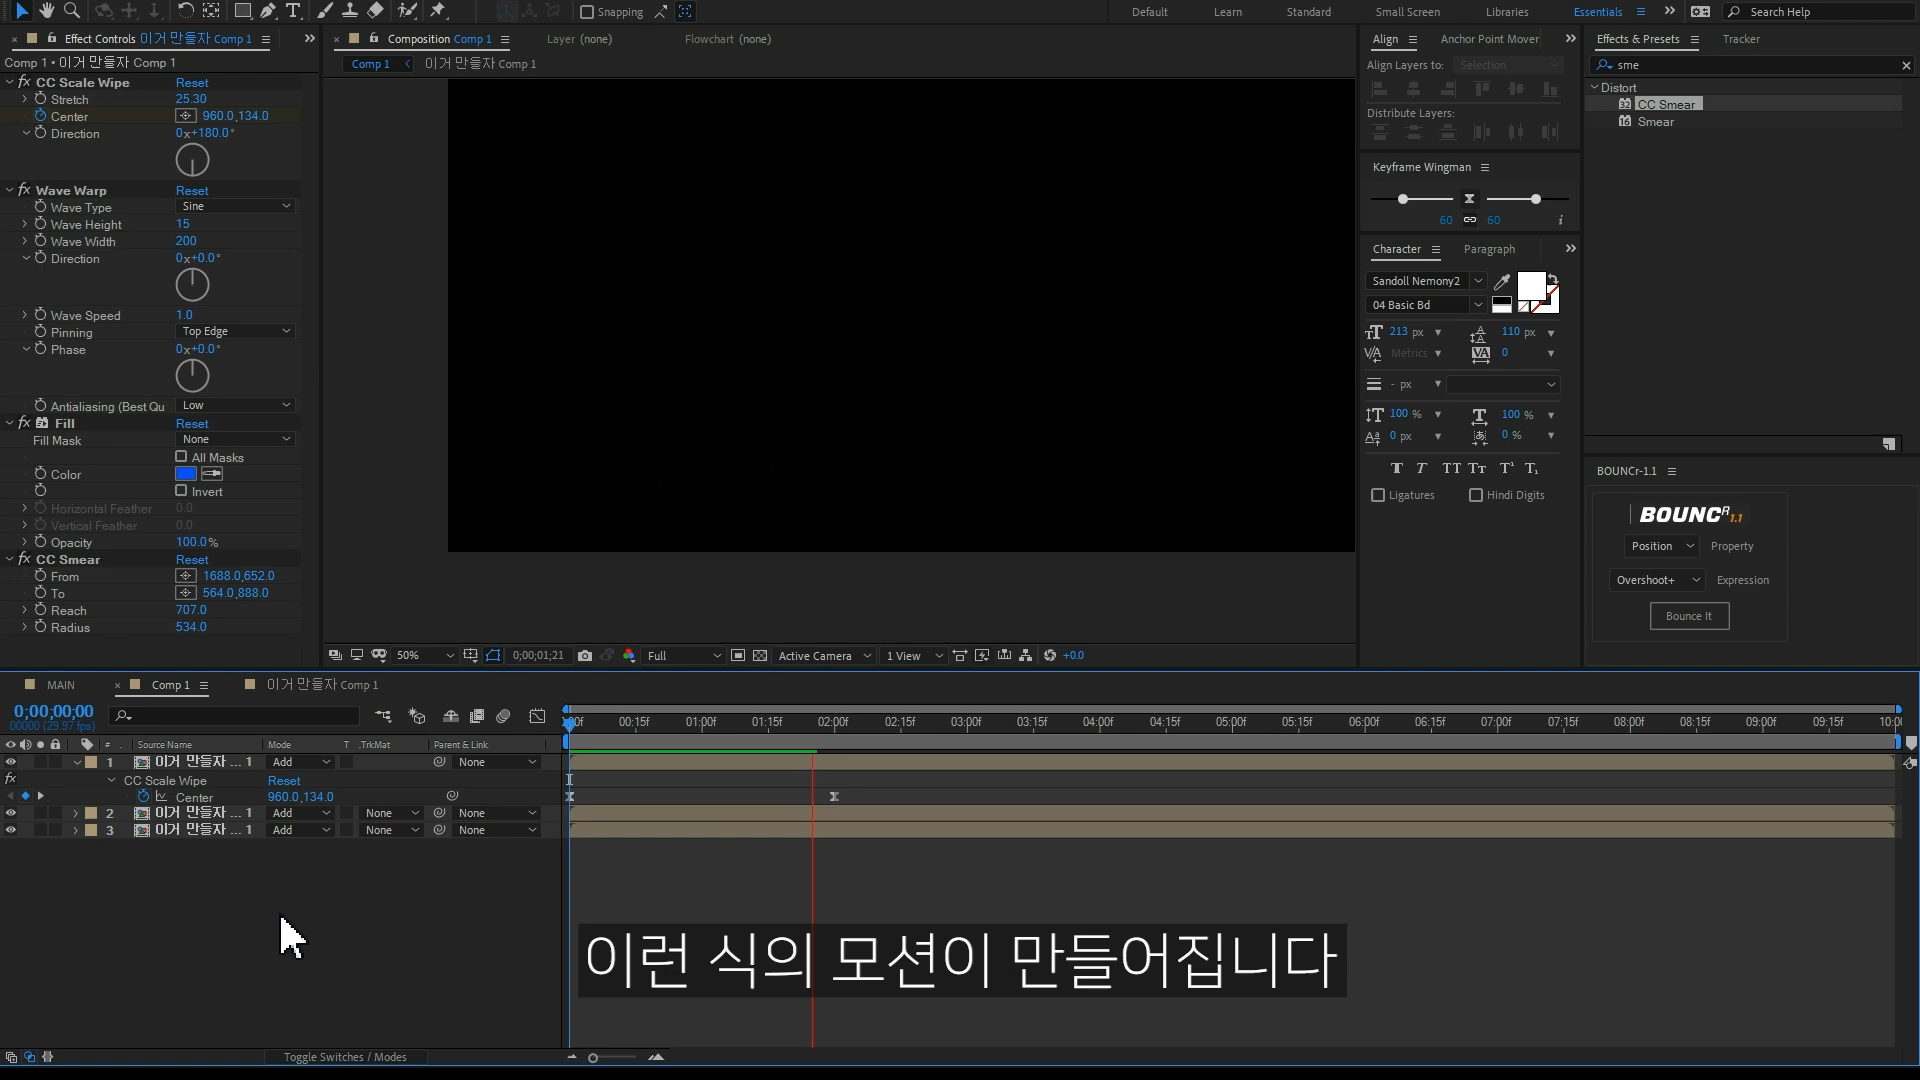 Snapping
Default
Learn
Standard
Small Screen
Libraries
Essentials
Search Help
Effect Controls 이거 만들자 Comp 1
Composition Comp 1
Layer (none)
Flowchart (none)
Align
Anchor Point Mover
Effects & Presets
Tracker
Comp 1 • 이거 만들자 Comp 1
Comp 1
이거 만들자 Comp 1
Align Layers to:
Selection
sme
CC Scale Wipe
Reset
Distort
Stretch
25.30
CC Smear
Center
960.0,134.0
Distribute Layers:
Smear
Direction
0x+180.0°
Keyframe Wingman
Wave Warp
Reset
Wave Type
Sine
Wave Height
15
60
60
Wave Width
200
Direction
0x+0.0°
Character
Paragraph
Sandoll Nemony2
04 Basic Bd
Wave Speed
1.0
Pinning
Top Edge
213 px
110 px
Phase
0x+0.0°
Metrics
0
- px
Antialiasing (Best Qu
Low
100 %
100 %
Fill
Reset
0 px
0 %
Fill Mask
None
All Masks
Color
Invert
Ligatures
Hindi Digits
BOUNCr-1.1
Horizontal Feather
0.0
Vertical Feather
0.0
BOUNCR 1.1
Opacity
100.0%
Position
Property
CC Smear
Reset
From
1688.0,652.0
Overshoot+
Expression
To
564.0,888.0
Reach
707.0
Bounce It
Radius
534.0
50%
0;00;01;21
Full
Active Camera
1 View
+0.0
MAIN
Comp 1
이거 만들자 Comp 1
0;00;00;00
00000 (29.97 fps)
00f
00:15f
01:00f
01:15f
02:00f
02:15f
03:00f
03:15f
04:00f
04:15f
05:00f
05:15f
06:00f
06:15f
07:00f
07:15f
08:00f
08:15f
09:00f
09:15f
10:0
#
Source Name
Mode
T
.TrkMat
Parent & Link
1
이거 만들자 ... 1
Add
None
CC Scale Wipe
Reset
Center
960.0,134.0
2
이거 만들자 ... 1
Add
None
None
3
이거 만들자 ... 1
Add
None
None
이런 식의 모션이 만들어집니다
Toggle Switches / Modes